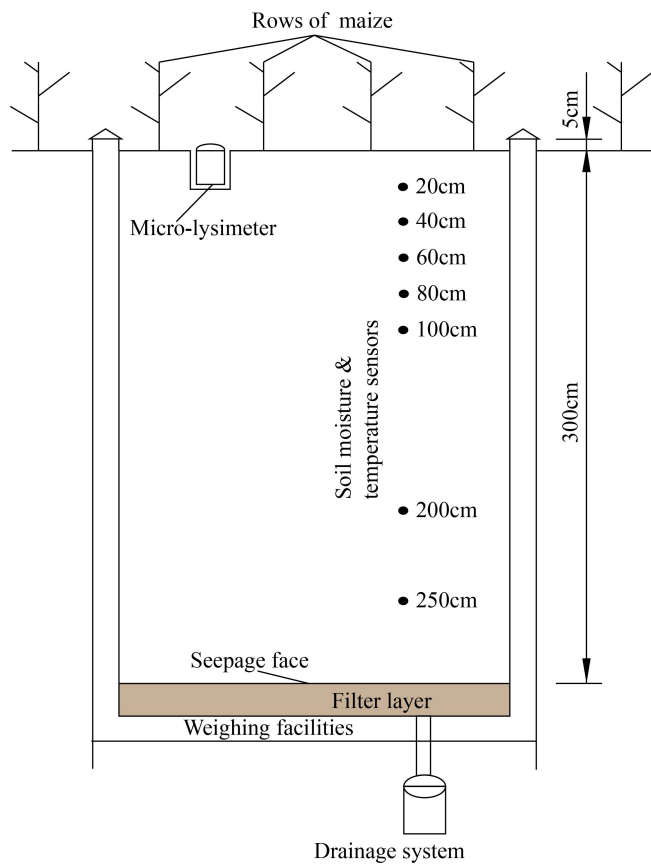 Rows of maize
5cm
Micro-lysimeter
20cm
40cm
60cm
80cm
100cm
Soil moisture &
temperature sensors
300cm
200cm
250cm
Seepage face
Filter layer
Weighing facilities
Drainage system